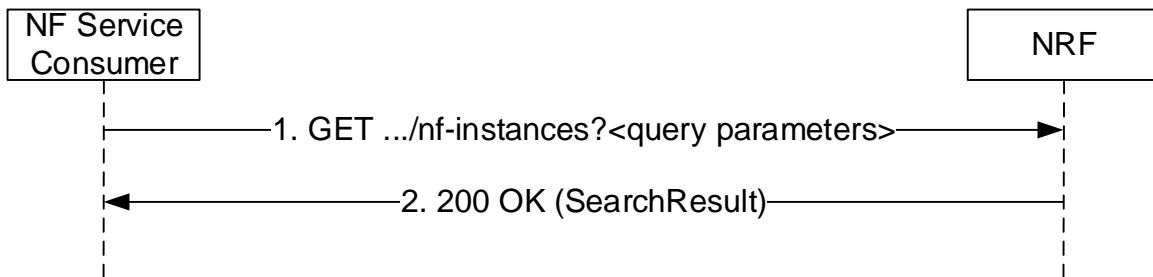 NF Service
Consumer
NRF
1. GET .../nf-instances?<query parameters>
2. 200 OK (SearchResult)